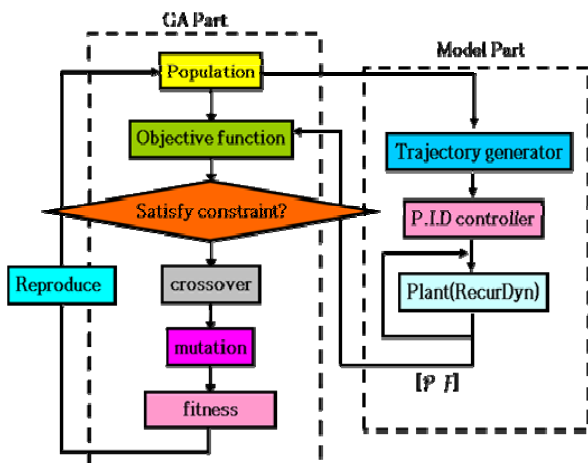 GA Part
Model Part
Population
Objective function
Trajectory generator
Satisfy constraint?
P.I.D controller
Reproduce
crossover
Plant(RecurDyn)
mutation
[P F]
fitness